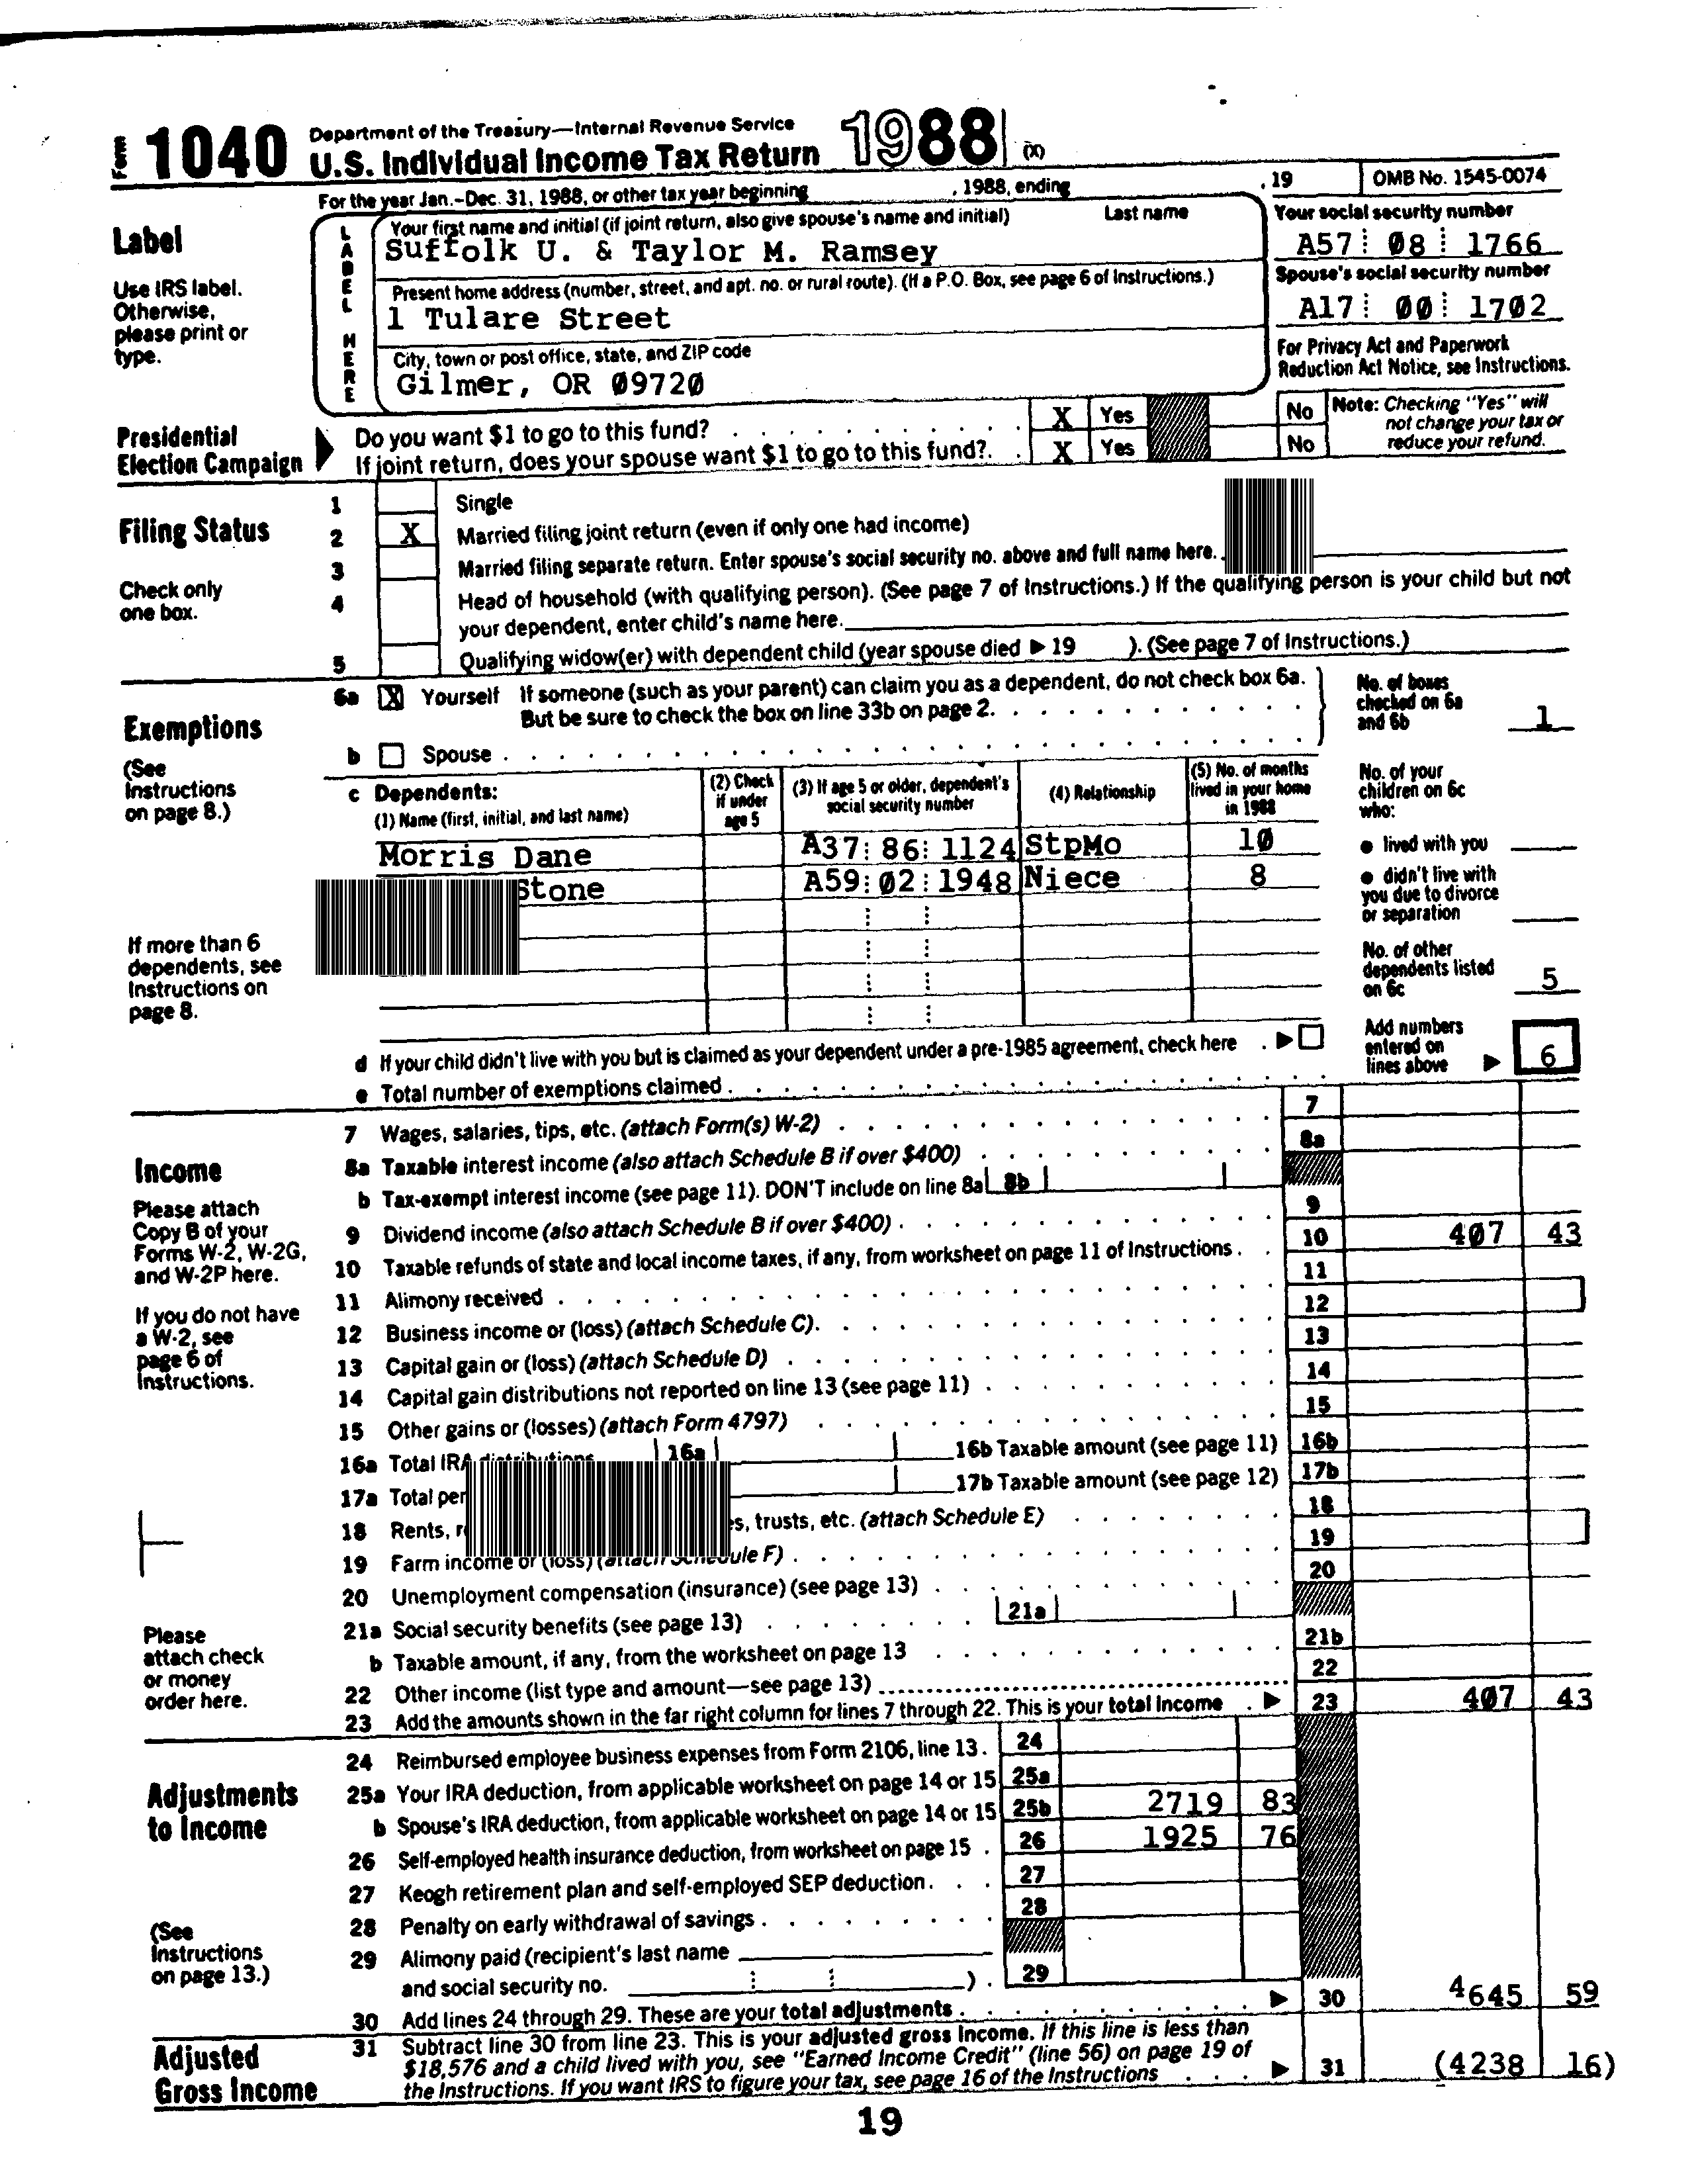 Form 1040 Department of the Treasury—Internal Revenue Service
U.S. Individual Income Tax Return 1988 (X)
For the year Jan.–Dec. 31, 1988, or other tax year beginning , 1988, ending , 19 OMB No. 1545-0074
Label
Use IRS label.
Otherwise,
please print or
type.
LABEL HERE
Your first name and initial (if joint return, also give spouse's name and initial) Last name
Suffolk U. & Taylor M. Ramsey
Your social security number
A57 08 1766
Present home address (number, street, and apt. no. or rural route). (If a P.O. Box, see page 6 of Instructions.)
1 Tulare Street
Spouse's social security number
A17 00 1702
City, town or post office, state, and ZIP code
Gilmer, OR 09720
For Privacy Act and Paperwork
Reduction Act Notice, see Instructions.
Presidential
Election Campaign
Do you want $1 to go to this fund? X Yes No
If joint return, does your spouse want $1 to go to this fund?. X Yes No
Note: Checking "Yes" will
not change your tax or
reduce your refund.
Filing Status
Check only
one box.
1 Single
2 X Married filing joint return (even if only one had income)
3 Married filing separate return. Enter spouse's social security no. above and full name here.
4 Head of household (with qualifying person). (See page 7 of Instructions.) If the qualifying person is your child but not
your dependent, enter child's name here.
5 Qualifying widow(er) with dependent child (year spouse died ▶ 19 ). (See page 7 of Instructions.)
Exemptions
(See
Instructions
on page 8.)
6a X Yourself If someone (such as your parent) can claim you as a dependent, do not check box 6a.
But be sure to check the box on line 33b on page 2.
b Spouse
No. of boxes
checked on 6a
and 6b 1
c Dependents:
(1) Name (first, initial, and last name)
(2) Check
if under
age 5
(3) If age 5 or older, dependent's
social security number
(4) Relationship
(5) No. of months
lived in your home
in 1988
Morris Dane A37 86 1124 StpMo 10
Stone A59 02 1948 Niece 8
No. of your
children on 6c
who:
● lived with you
● didn't live with
you due to divorce
or separation
No. of other
dependents listed
on 6c 5
If more than 6
dependents, see
Instructions on
page 8.
d If your child didn't live with you but is claimed as your dependent under a pre-1985 agreement, check here ▶
e Total number of exemptions claimed
Add numbers
entered on
lines above ▶ 6
Income
Please attach
Copy B of your
Forms W-2, W-2G,
and W-2P here.
If you do not have
a W-2, see
page 6 of
Instructions.
Please
attach check
or money
order here.
7 Wages, salaries, tips, etc. (attach Form(s) W-2) 7
8a Taxable interest income (also attach Schedule B if over $400) 8a
b Tax-exempt interest income (see page 11). DON'T include on line 8a 8b
9 Dividend income (also attach Schedule B if over $400) 9
10 Taxable refunds of state and local income taxes, if any, from worksheet on page 11 of Instructions. 10 407 43
11 Alimony received 11
12 Business income or (loss) (attach Schedule C). 12
13 Capital gain or (loss) (attach Schedule D) 13
14 Capital gain distributions not reported on line 13 (see page 11) 14
15 Other gains or (losses) (attach Form 4797) 15
16a Total IRA distributions 16a 16b Taxable amount (see page 11) 16b
17a Total 17b Taxable amount (see page 12) 17b
18 Rents, trusts, etc. (attach Schedule E) 18
19 Farm income or (loss) (attach Schedule F) 19
20 Unemployment compensation (insurance) (see page 13) 20
21a Social security benefits (see page 13) 21a
b Taxable amount, if any, from the worksheet on page 13 21b
22 Other income (list type and amount—see page 13) 22
23 Add the amounts shown in the far right column for lines 7 through 22. This is your total income ▶ 23 407 43
Adjustments
to Income
(See
Instructions
on page 13.)
24 Reimbursed employee business expenses from Form 2106, line 13. 24
25a Your IRA deduction, from applicable worksheet on page 14 or 15 25a
b Spouse's IRA deduction, from applicable worksheet on page 14 or 15 25b 2719 83
26 Self-employed health insurance deduction, from worksheet on page 15 26 1925 76
27 Keogh retirement plan and self-employed SEP deduction. 27
28 Penalty on early withdrawal of savings. 28
29 Alimony paid (recipient's last name
and social security no. ). 29
30 Add lines 24 through 29. These are your total adjustments ▶ 30 4645 59
Adjusted
Gross Income
31 Subtract line 30 from line 23. This is your adjusted gross income. If this line is less than
$18,576 and a child lived with you, see "Earned Income Credit" (line 56) on page 19 of
the Instructions. If you want IRS to figure your tax, see page 16 of the Instructions ▶ 31 (4238 16)
19